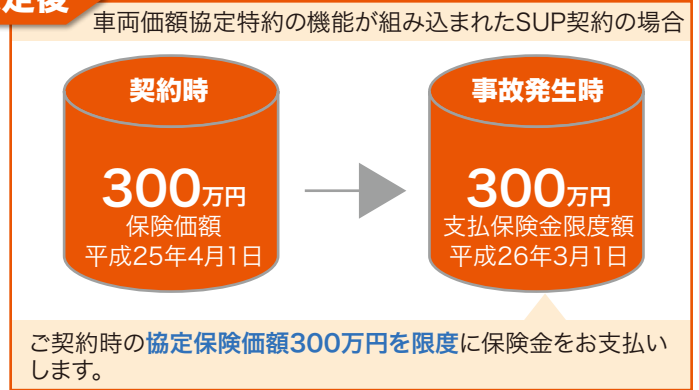 定後
車両価額協定特約の機能が組み込まれたSUP契約の場合
契約時
300万円
保険価額
平成25年4月1日
事故発生時
300万円
支払保険金限度額
平成26年3月1日
ご契約時の協定保険価額300万円を限度に保険金をお支払い
します。